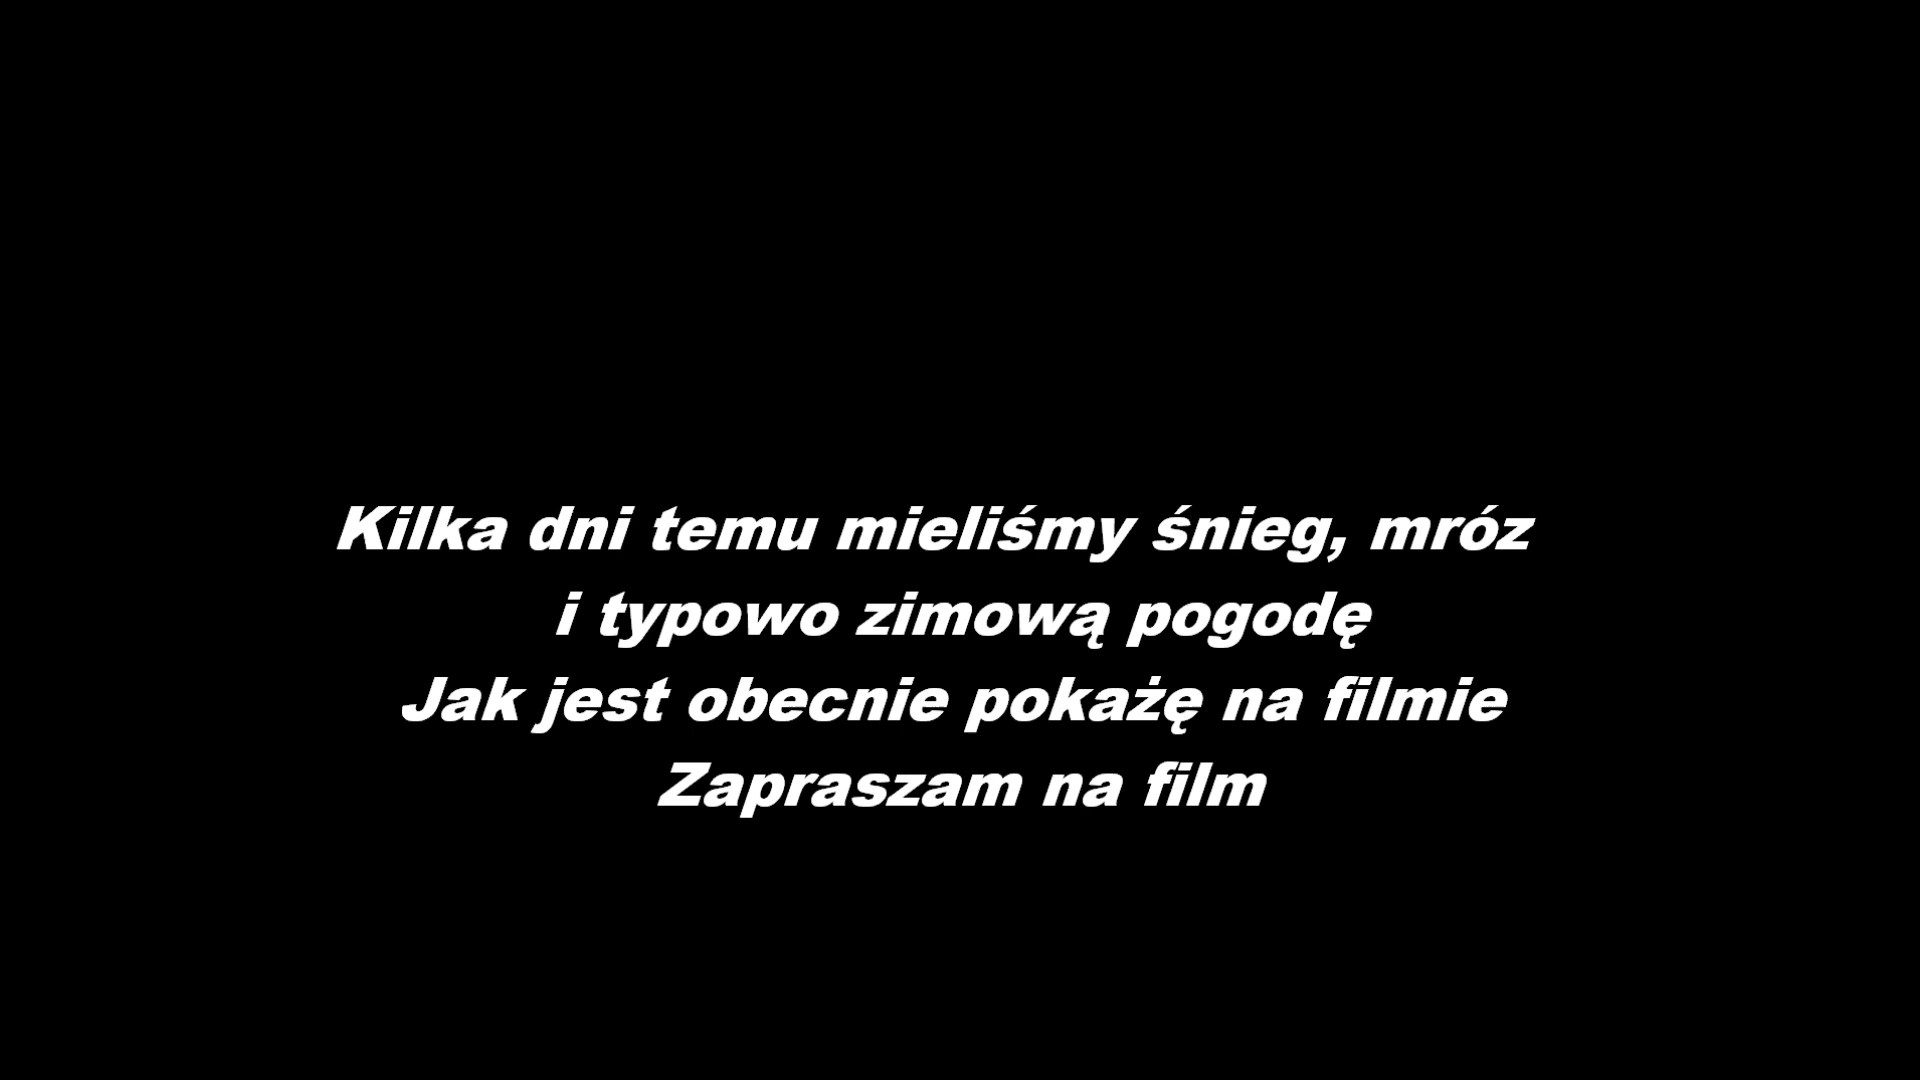 Kilka dni temu mieliśmy śnieg, mróz
i typowo zimową pogodę
Jak jest obecnie pokażę na filmie
Zapraszam na film